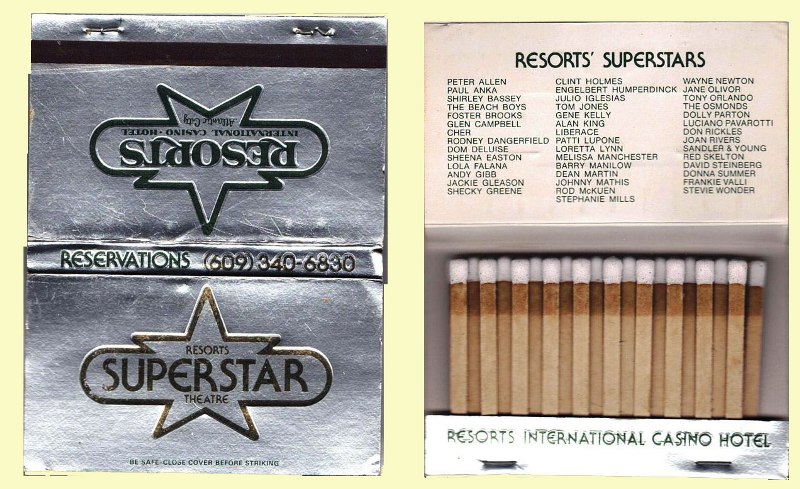 Atlantic City
INTERNATIONAL CASINO · HOTEL
RESORTS
RESERVATIONS (609) 340-6830
RESORTS
SUPERSTAR
THEATRE
BE SAFE-CLOSE COVER BEFORE STRIKING
RESORTS' SUPERSTARS
PETER ALLEN
PAUL ANKA
SHIRLEY BASSEY
THE BEACH BOYS
FOSTER BROOKS
GLEN CAMPBELL
CHER
RODNEY DANGERFIELD
DOM DELUISE
SHEENA EASTON
LOLA FALANA
ANDY GIBB
JACKIE GLEASON
SHECKY GREENE
CLINT HOLMES
ENGELBERT HUMPERDINCK
JULIO IGLESIAS
TOM JONES
GENE KELLY
ALAN KING
LIBERACE
PATTI LUPONE
LORETTA LYNN
MELISSA MANCHESTER
BARRY MANILOW
DEAN MARTIN
JOHNNY MATHIS
ROD McKUEN
STEPHANIE MILLS
WAYNE NEWTON
JANE OLIVOR
TONY ORLANDO
THE OSMONDS
DOLLY PARTON
LUCIANO PAVAROTTI
DON RICKLES
JOAN RIVERS
SANDLER & YOUNG
RED SKELTON
DAVID STEINBERG
DONNA SUMMER
FRANKIE VALLI
STEVIE WONDER
RESORTS INTERNATIONAL CASINO HOTEL